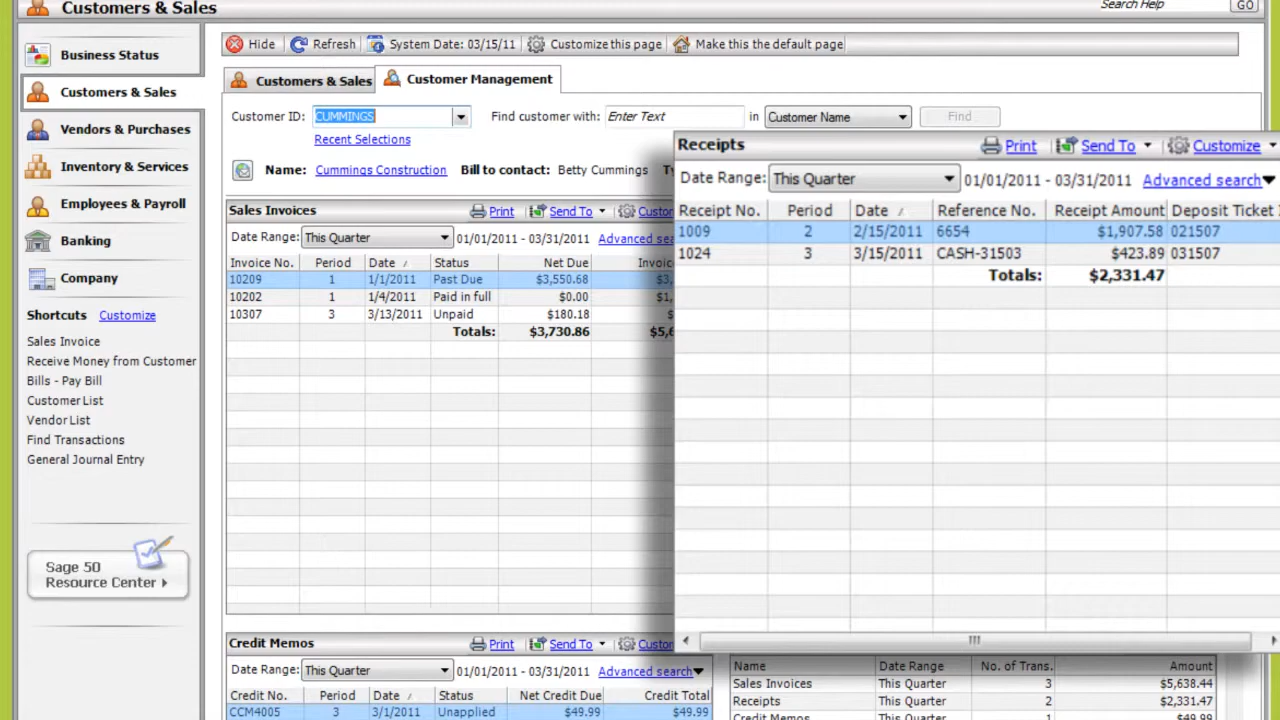 Customers & Sales
Search Help
GO
Business Status
Customers & Sales
Vendors & Purchases
Inventory & Services
Employees & Payroll
Banking
Company
Shortcuts Customize
Sales Invoice
Receive Money from Customer
Bills - Pay Bill
Customer List
Vendor List
Find Transactions
General Journal Entry
Sage 50
Resource Center
Hide Refresh System Date: 03/15/11 Customize this page Make this the default page
Customers & Sales Customer Management
Customer ID: CUMMINGS Find customer with: Enter Text in Customer Name Find
Recent Selections
Name: Cummings Construction Bill to contact: Betty Cummings
Sales Invoices Print Send To
Date Range: This Quarter 01/01/2011 - 03/31/2011 Advanced
Invoice No. Period Date Status Net Due
10209 1 1/1/2011 Past Due $3,550.68
10202 1 1/4/2011 Paid in full $0.00
10307 3 3/13/2011 Unpaid $180.18
Totals: $3,730.86
Receipts Print Send To Customize
Date Range: This Quarter 01/01/2011 - 03/31/2011 Advanced search
Receipt No. Period Date Reference No. Receipt Amount Deposit Ticket
1009 2 2/15/2011 6654 $1,907.58 021507
1024 3 3/15/2011 CASH-31503 $423.89 031507
Totals: $2,331.47
Credit Memos Print Send To
Date Range: This Quarter 01/01/2011 - 03/31/2011 Advanced search
Credit No. Period Date Status Net Credit Due Credit Total
CCM4005 3 3/1/2011 Unapplied $49.99 $49.99
Name Date Range No. of Trans. Amount
Sales Invoices This Quarter 3 $5,638.44
Receipts This Quarter 2 $2,331.47
Credit Memos This Quarter 1 $49.99